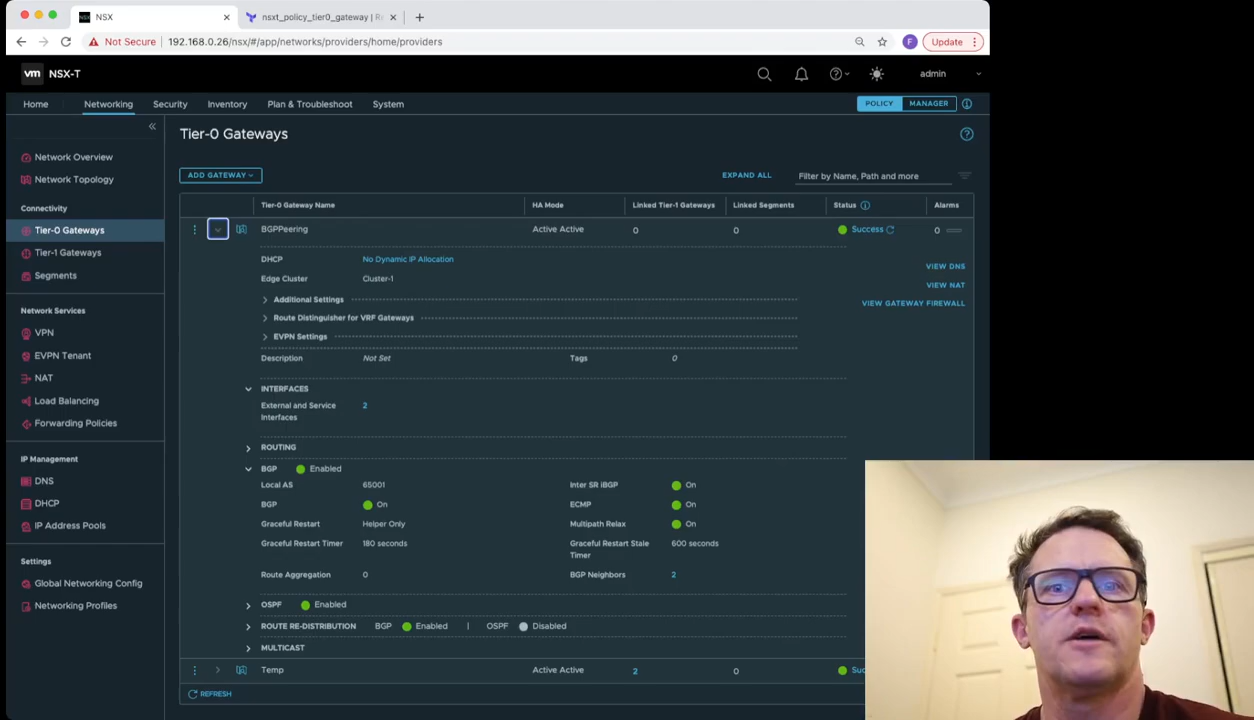 NSX
nsxt_policy_tier0_gateway | R
Not Secure 192.168.0.26/nsx/#/app/networks/providers/home/providers
F Update
vm NSX-T
admin
Home Networking Security Inventory Plan & Troubleshoot System
POLICY MANAGER
Tier-0 Gateways
Network Overview
Network Topology
Connectivity
Tier-0 Gateways
Tier-1 Gateways
Segments
Network Services
VPN
EVPN Tenant
NAT
Load Balancing
Forwarding Policies
IP Management
DNS
DHCP
IP Address Pools
Settings
Global Networking Config
Networking Profiles
ADD GATEWAY
EXPAND ALL
Filter by Name, Path and more
Tier-0 Gateway Name HA Mode Linked Tier-1 Gateways Linked Segments Status Alarms
BGPPeering Active Active 0 0 Success 0
DHCP No Dynamic IP Allocation
VIEW DNS
Edge Cluster Cluster-1
VIEW NAT
Additional Settings
VIEW GATEWAY FIREWALL
Route Distinguisher for VRF Gateways
EVPN Settings
Description Not Set Tags 0
INTERFACES
External and Service Interfaces 2
ROUTING
BGP Enabled
Local AS 65001 Inter SR iBGP On
BGP On ECMP On
Graceful Restart Helper Only Multipath Relax On
Graceful Restart Timer 180 seconds Graceful Restart Stale Timer 600 seconds
Route Aggregation 0 BGP Neighbors 2
OSPF Enabled
ROUTE RE-DISTRIBUTION BGP Enabled | OSPF Disabled
MULTICAST
Temp Active Active 2 0
REFRESH